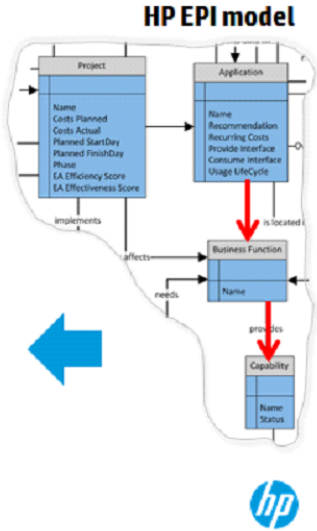 HP EPI model
Project
Name
Costs Planned
Costs Actual
Planned StartDay
Planned FinishDay
Phase
EA Efficiency Score
EA Effectiveness Score
Application
Name
Recommendation
Recurring Costs
Provide Interface
Consume Interface
Usage LifeCycle
implements
is located i
affects
Business Function
Name
needs
provides
Capability
Name
Status
hp